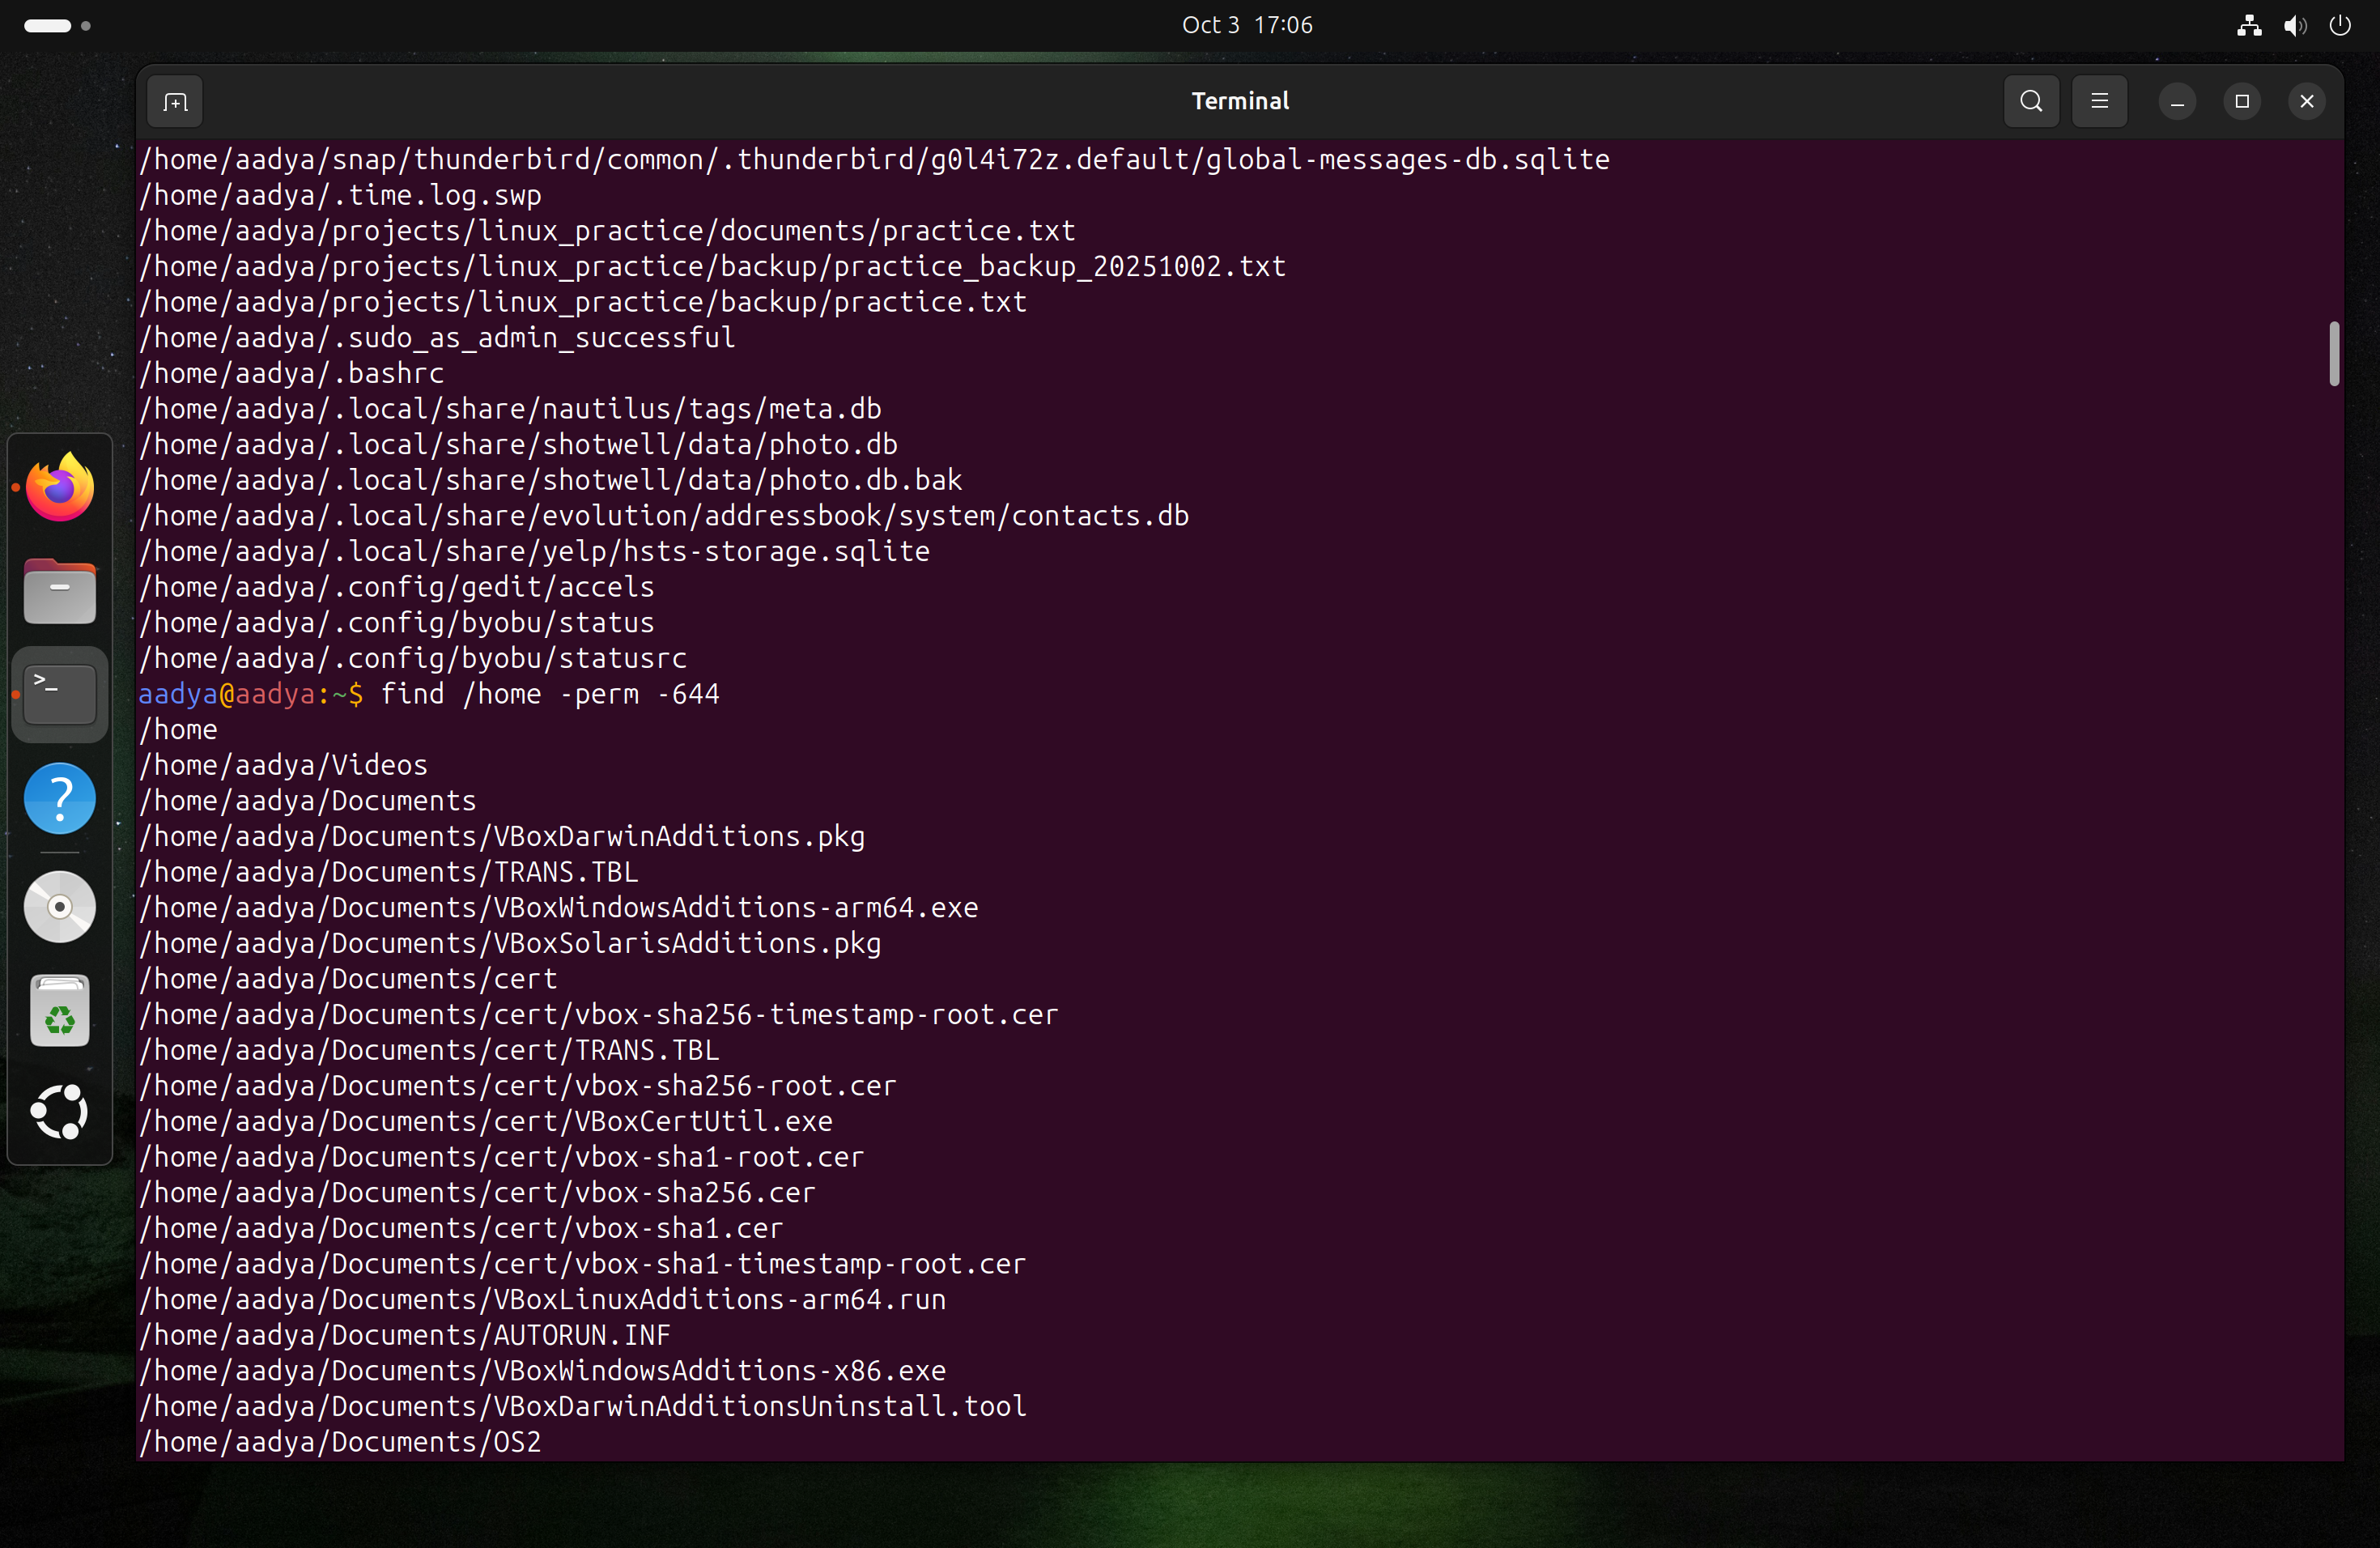 Oct 3 17:06
Terminal
/home/aadya/snap/thunderbird/common/.thunderbird/g0l4i72z.default/global-messages-db.sqlite
/home/aadya/.time.log.swp
/home/aadya/projects/linux_practice/documents/practice.txt
/home/aadya/projects/linux_practice/backup/practice_backup_20251002.txt
/home/aadya/projects/linux_practice/backup/practice.txt
/home/aadya/.sudo_as_admin_successful
/home/aadya/.bashrc
/home/aadya/.local/share/nautilus/tags/meta.db
/home/aadya/.local/share/shotwell/data/photo.db
/home/aadya/.local/share/shotwell/data/photo.db.bak
/home/aadya/.local/share/evolution/addressbook/system/contacts.db
/home/aadya/.local/share/yelp/hsts-storage.sqlite
/home/aadya/.config/gedit/accels
/home/aadya/.config/byobu/status
/home/aadya/.config/byobu/statusrc
aadya@aadya:~$ find /home -perm -644
/home
/home/aadya/Videos
/home/aadya/Documents
/home/aadya/Documents/VBoxDarwinAdditions.pkg
/home/aadya/Documents/TRANS.TBL
/home/aadya/Documents/VBoxWindowsAdditions-arm64.exe
/home/aadya/Documents/VBoxSolarisAdditions.pkg
/home/aadya/Documents/cert
/home/aadya/Documents/cert/vbox-sha256-timestamp-root.cer
/home/aadya/Documents/cert/TRANS.TBL
/home/aadya/Documents/cert/vbox-sha256-root.cer
/home/aadya/Documents/cert/VBoxCertUtil.exe
/home/aadya/Documents/cert/vbox-sha1-root.cer
/home/aadya/Documents/cert/vbox-sha256.cer
/home/aadya/Documents/cert/vbox-sha1.cer
/home/aadya/Documents/cert/vbox-sha1-timestamp-root.cer
/home/aadya/Documents/VBoxLinuxAdditions-arm64.run
/home/aadya/Documents/AUTORUN.INF
/home/aadya/Documents/VBoxWindowsAdditions-x86.exe
/home/aadya/Documents/VBoxDarwinAdditionsUninstall.tool
/home/aadya/Documents/OS2